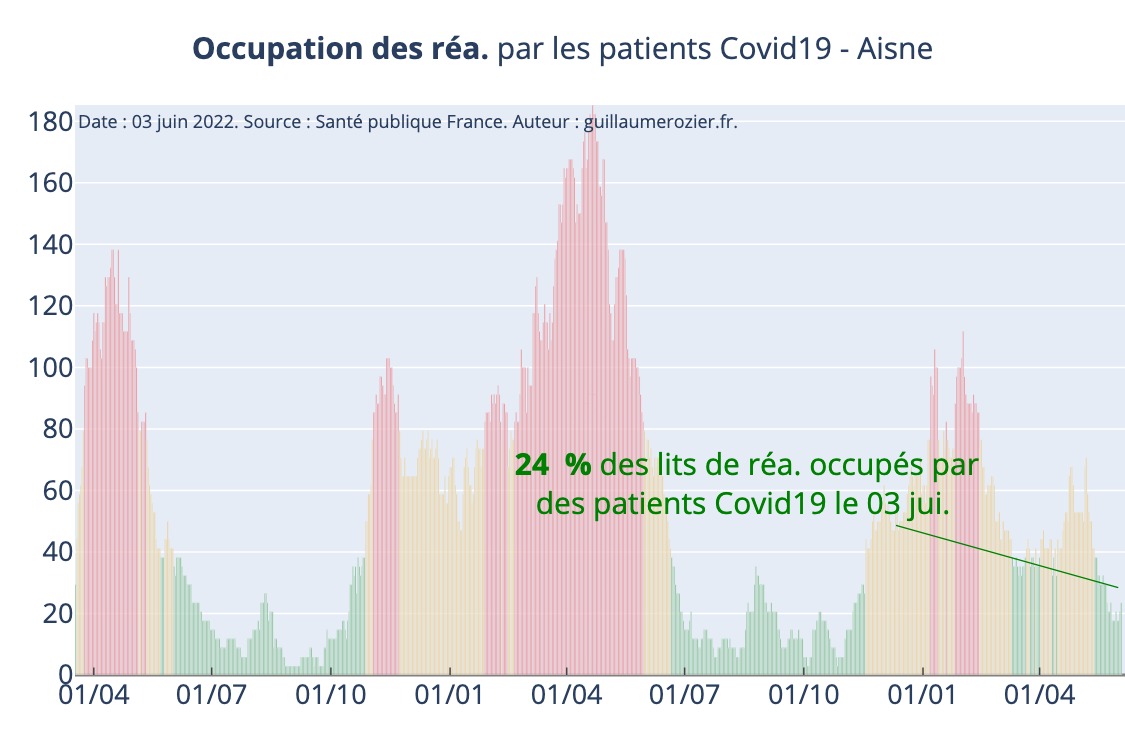 Occupation des réa. par les patients Covid19 - Aisne
180
Date : 03 juin 2022. Source : Santé publique France. Auteur : guillaumerozier.fr.
160
140
120
100
80
24 % des lits de réa. occupés par
des patients Covid19 le 03 jui.
60
40
20
0
01/04 01/07 01/10 01/01 01/04 01/07 01/10 01/01 01/04